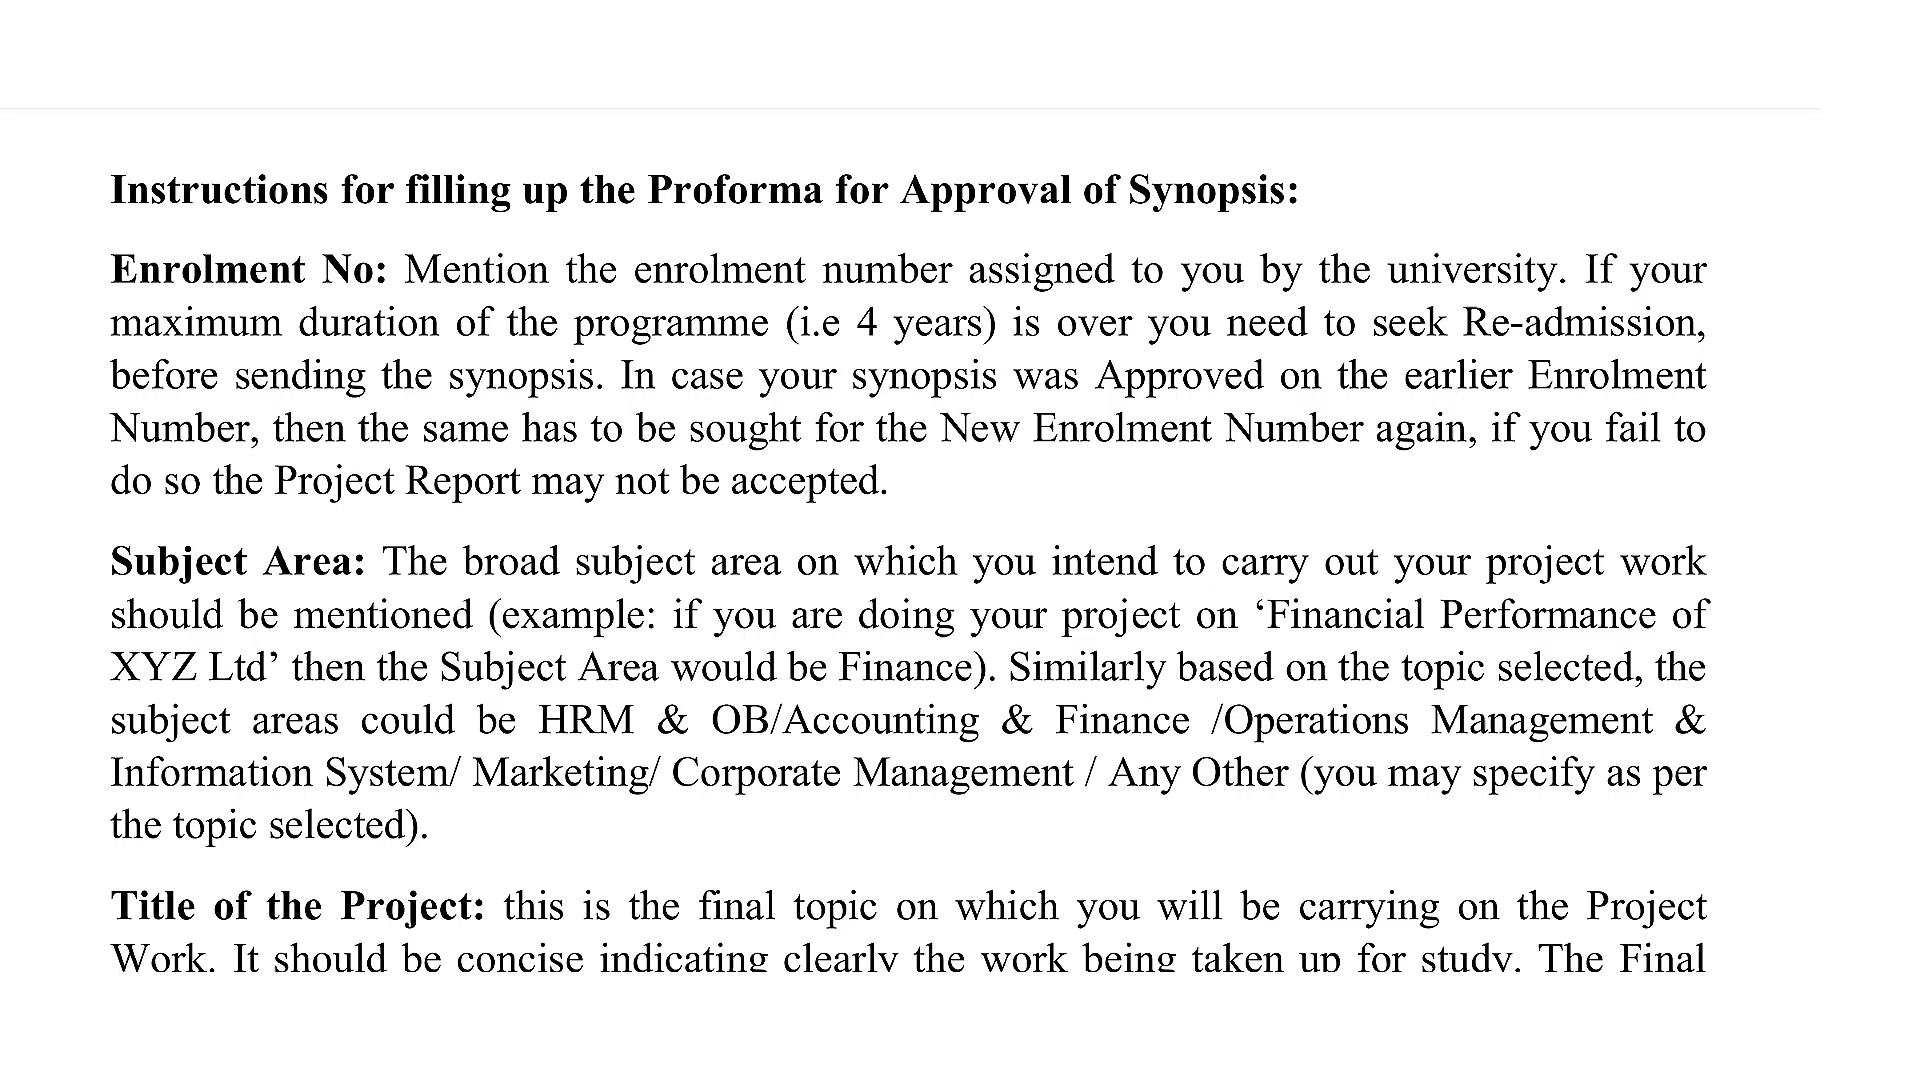 Instructions for filling up the Proforma for Approval of Synopsis:
Enrolment No: Mention the enrolment number assigned to you by the university. If your
maximum duration of the programme (i.e 4 years) is over you need to seek Re-admission,
before sending the synopsis. In case your synopsis was Approved on the earlier Enrolment
Number, then the same has to be sought for the New Enrolment Number again, if you fail to
do so the Project Report may not be accepted.
Subject Area: The broad subject area on which you intend to carry out your project work
should be mentioned (example: if you are doing your project on ‘Financial Performance of
XYZ Ltd’ then the Subject Area would be Finance). Similarly based on the topic selected, the
subject areas could be HRM & OB/Accounting & Finance /Operations Management &
Information System/ Marketing/ Corporate Management / Any Other (you may specify as per
the topic selected).
Title of the Project: this is the final topic on which you will be carrying on the Project
Work. It should be concise indicating clearly the work being taken up for study. The Final